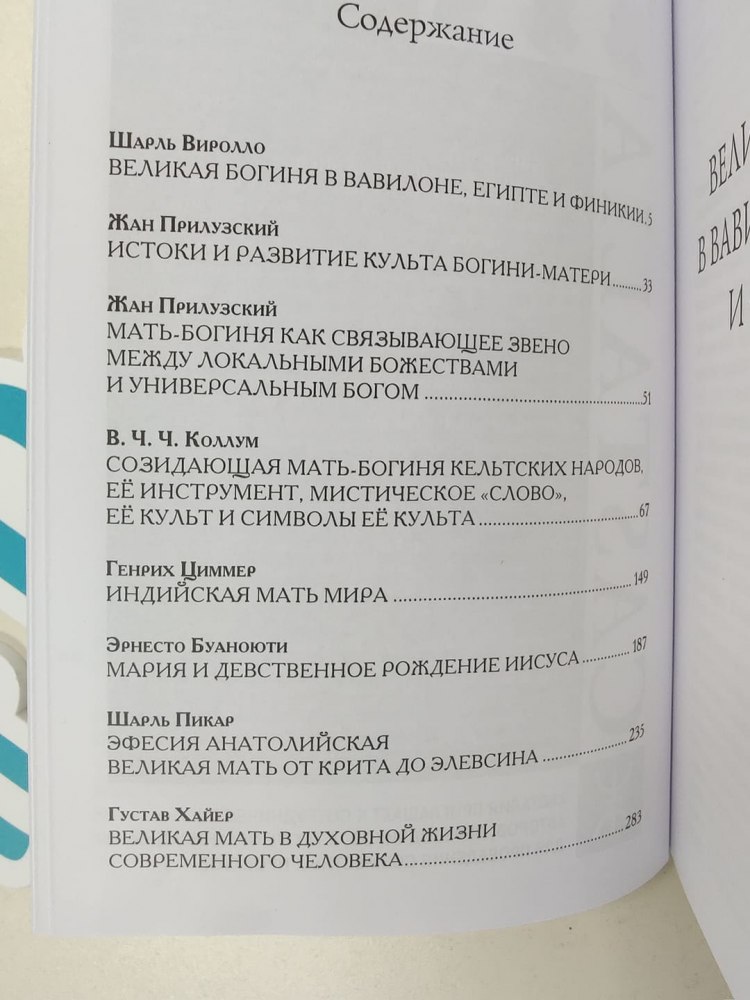 Содержание
Шарль Виролло
ВЕЛИКАЯ БОГИНЯ В ВАВИЛОНЕ, ЕГИПТЕ И ФИНИКИИ.5
Жан Прилузский
ИСТОКИ И РАЗВИТИЕ КУЛЬТА БОГИНИ-МАТЕРИ..........33
Жан Прилузский
МАТЬ-БОГИНЯ КАК СВЯЗЫВАЮЩЕЕ ЗВЕНО
МЕЖДУ ЛОКАЛЬНЫМИ БОЖЕСТВАМИ
И УНИВЕРСАЛЬНЫМ БОГОМ ..........51
В. Ч. Ч. Коллум
СОЗИДАЮЩАЯ МАТЬ-БОГИНЯ КЕЛЬТСКИХ НАРОДОВ,
ЕЁ ИНСТРУМЕНТ, МИСТИЧЕСКОЕ «СЛОВО»,
ЕЁ КУЛЬТ И СИМВОЛЫ ЕЁ КУЛЬТА..........67
Генрих Циммер
ИНДИЙСКАЯ МАТЬ МИРА ..........149
Эрнесто Буаноюти
МАРИЯ И ДЕВСТВЕННОЕ РОЖДЕНИЕ ИИСУСА..........187
Шарль Пикар
ЭФЕСИЯ АНАТОЛИЙСКАЯ
ВЕЛИКАЯ МАТЬ ОТ КРИТА ДО ЭЛЕВСИНА ..........235
Густав Хайер
ВЕЛИКАЯ МАТЬ В ДУХОВНОЙ ЖИЗНИ
СОВРЕМЕННОГО ЧЕЛОВЕКА..........283
ВЕЛИ
В ВАВИ
И